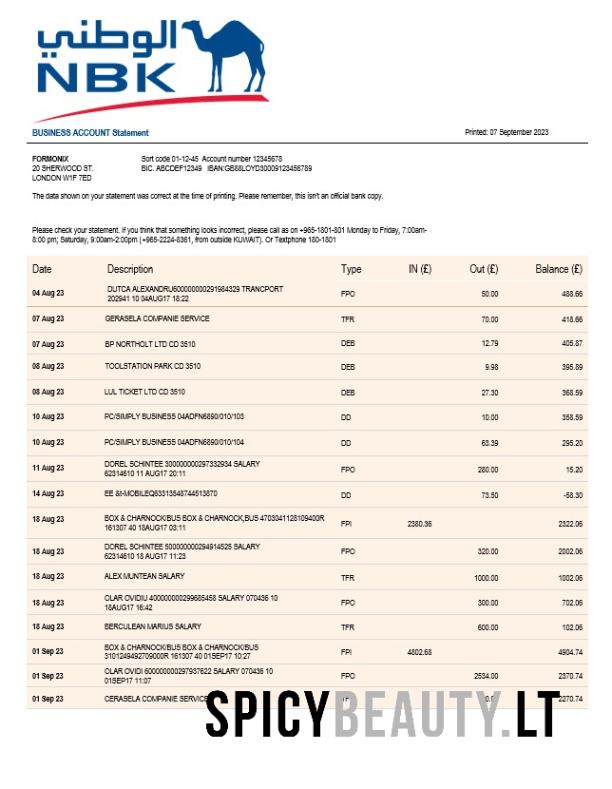 الوطني
NBK
BUSINESS ACCOUNT Statement Printed: 07 September 2023
FORMONIX Sort code 01-12-45 Account number 12345678
20 SHERWOOD ST. BIC. ABCDEF12349 IBAN:GB88LOYD30009123456789
LONDON W1F 7ED
The data shown on your statement was correct at the time of printing. Please remember, this isn't an official bank copy.
Please check your statement. If you think that something looks incorrect, please call as on +965-1801-801 Monday to Friday, 7:00am-
8:00 pm; Saturday, 9:00am-2:00pm (+965-2224-8361, from outside KUWAIT). Or Textphone 180-1801
Date Description Type IN (£) Out (£) Balance (£)
04 Aug 23 DUTCA ALEXANDRU600000000291984329 TRANCPORT FPO 50.00 488.66
202941 10 04AUG17 18:22
07 Aug 23 GERASELA COMPANIE SERVICE TFR 70.00 418.66
07 Aug 23 BP NORTHOLT LTD CD 3510 DEB 12.79 405.87
08 Aug 23 TOOLSTATION PARK CD 3510 DEB 9.98 395.89
08 Aug 23 LUL TICKET LTD CD 3510 DEB 27.30 368.59
10 Aug 23 PC/SIMPLY BUSINESS 04ADFN6890/010/103 DD 10.00 358.59
10 Aug 23 PC/SIMPLY BUSINESS 04ADFN6890/010/104 DD 63.39 295.20
11 Aug 23 DOREL SCHINTEE 300000000297332934 SALARY FPO 280.00 15.20
62314610 11 AUG17 20:11
14 Aug 23 EE &t-MOBILEQ63313548744513870 DD 73.50 -58.30
18 Aug 23 BOX & CHARNOCK/BUS BOX & CHARNOCK,BUS 4703041128109400R FPI 2380.36 2322.06
161307 40 18AUG17 03:11
18 Aug 23 DOREL SCHINTEE 500000000294914525 SALARY FPO 320.00 2002.06
62314610 18 AUG17 11:23
18 Aug 23 ALEX MUNTEAN SALARY TFR 1000.00 1002.06
18 Aug 23 OLAR OVIDIU 400000000299685458 SALARY 070436 10 FPO 300.00 702.06
18AUG17 16:42
18 Aug 23 BERCULEAN MARIUS SALARY TFR 600.00 102.06
01 Sep 23 BOX & CHARNOCK/BUS BOX & CHARNOCK/BUS FPI 4802.68 4904.74
3101249492709000R 161307 40 01SEP17 10:27
01 Sep 23 OLAR OVIDI 600000000297937622 SALARY 070436 10 FPO 2534.00 2370.74
01SEP17 11:07
01 Sep 23 CERASELA COMPANIE SERVICE 2270.74
SPICYBEAUTY.LT